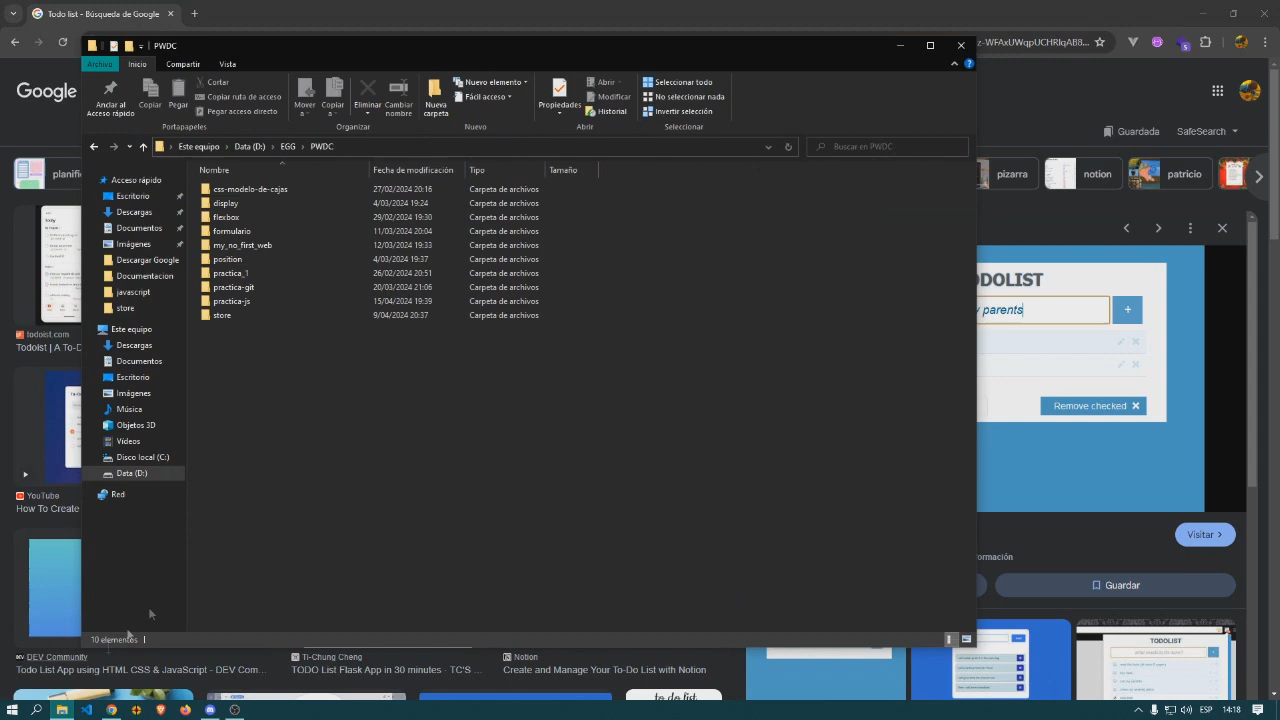 Todo list - Búsqueda de Google
z-WFAxUWqpUCHRIqAB8...
PWDC
Archivo Inicio Compartir Vista
Anclar al Acceso rápido
Copiar
Pegar
Cortar
Copiar ruta de acceso
Pegar acceso directo
Portapapeles
Mover a
Copiar a
Eliminar
Cambiar nombre
Organizar
Nueva carpeta
Nuevo elemento
Fácil acceso
Nuevo
Propiedades
Abrir
Modificar
Historial
Abrir
Seleccionar todo
No seleccionar nada
Invertir selección
Seleccionar
Este equipo > Data (D:) > EGG > PWDC
Buscar en PWDC
Nombre Fecha de modificación Tipo Tamaño
css-modelo-de-cajas 27/02/2024 20:16 Carpeta de archivos
display 4/03/2024 19:24 Carpeta de archivos
flexbox 29/02/2024 19:30 Carpeta de archivos
formulario 11/03/2024 20:04 Carpeta de archivos
my_no_first_web 12/03/2024 19:33 Carpeta de archivos
position 4/03/2024 19:37 Carpeta de archivos
practica_1 26/02/2024 20:51 Carpeta de archivos
practica-git 20/03/2024 21:06 Carpeta de archivos
practica-js 15/04/2024 19:39 Carpeta de archivos
store 9/04/2024 20:37 Carpeta de archivos
Acceso rápido
Escritorio
Descargas
Documentos
Imágenes
Descargar Google
Documentacion
javascript
store
Este equipo
Descargas
Documentos
Escritorio
Imágenes
Música
Objetos 3D
Vídeos
Disco local (C:)
Data (D:)
Red
10 elementos
Google
planifi
Today
todoist.com
Todoist | A To-D
YouTube
How To Create
Guardada SafeSearch
pizarra notion patricio
ODOLIST
y parents
+
Remove checked
Visitar >
formación
Guardar
TODOLIST
DEV Community
Todo List App using HTML CSS & JavaScript - DEV Commu...
Ti-Chung Cheng
TODO List Flask App in 30 m...
Notion
Create & Manage Your To-Do List with No...
to do list
ESP 14:18